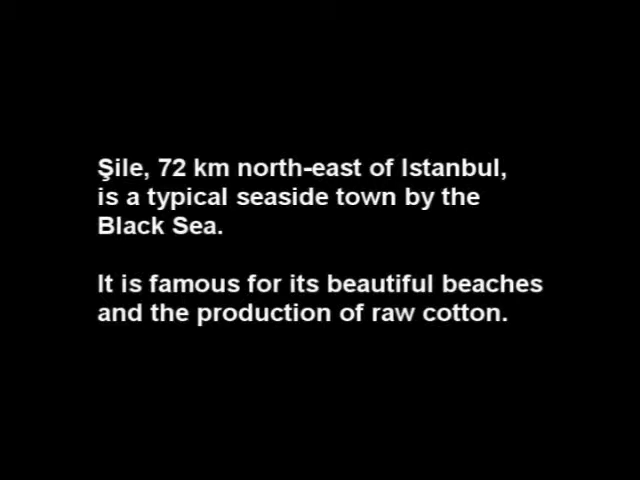 Şile, 72 km north-east of Istanbul,
is a typical seaside town by the
Black Sea.
It is famous for its beautiful beaches
and the production of raw cotton.